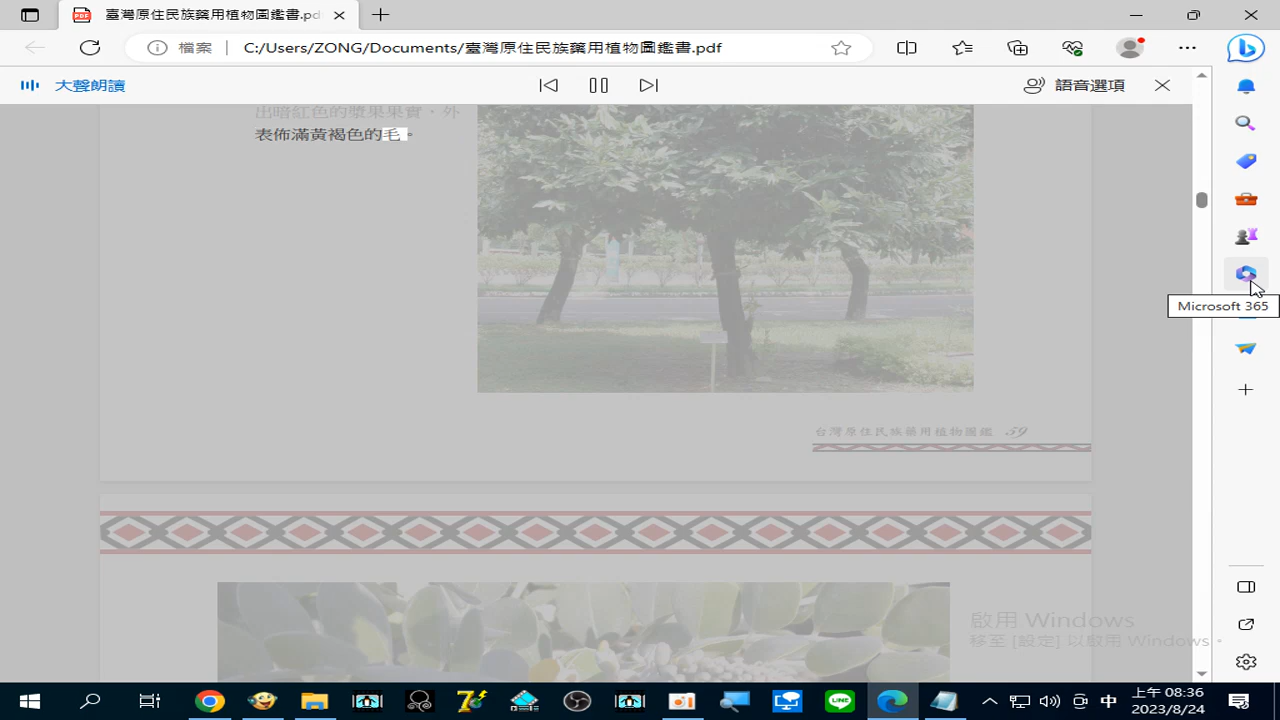 臺灣原住民族藥用植物圖鑑書.pdf
檔案
C:/Users/ZONG/Documents/臺灣原住民族藥用植物圖鑑書.pdf
大聲朗讀
語音選項
出暗紅色的漿果果實，外
表佈滿黃褐色的毛。
Microsoft 365
台灣原住民族藥用植物圖鑑 59
啟用 Windows
移至 [設定] 以啟用 Windows。
中
上午 08:36
2023/8/24